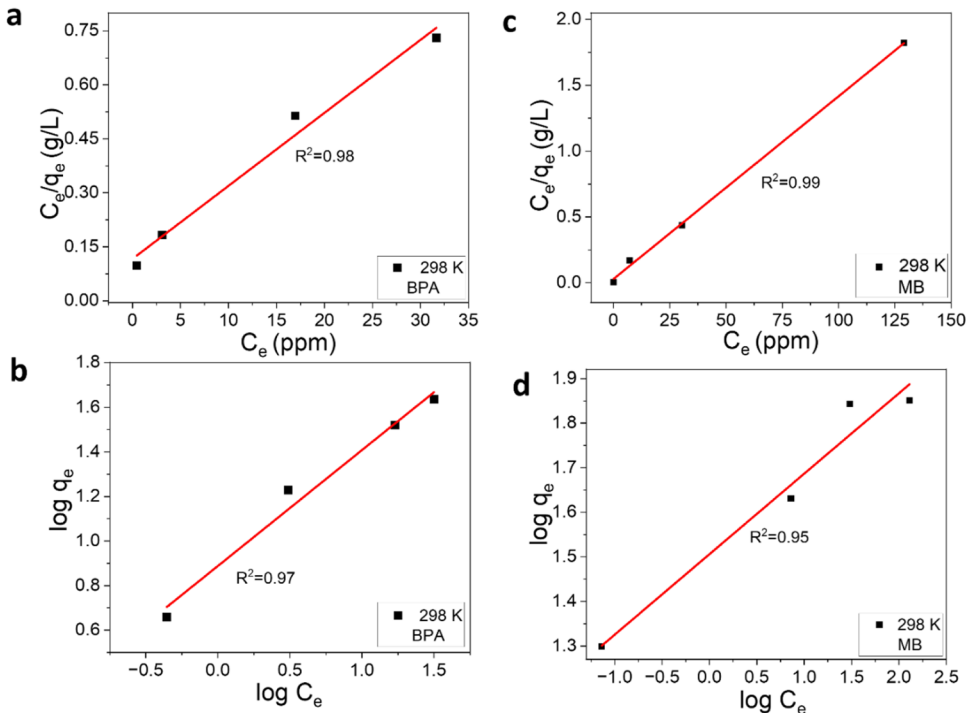 a
0.75
0.60
0.45
0.30
0.15
0.00
Cₑ/qₑ (g/L)
R²=0.98
298 K
BPA
0 5 10 15 20 25 30 35
Cₑ (ppm)
c
2.0
1.5
1.0
0.5
0.0
Cₑ/qₑ (g/L)
R²=0.99
298 K
MB
0 25 50 75 100 125 150
Cₑ (ppm)
b
1.8
1.6
1.4
1.2
1.0
0.8
0.6
log qₑ
R²=0.97
298 K
BPA
−0.5 0.0 0.5 1.0 1.5
log Cₑ
d
1.9
1.8
1.7
1.6
1.5
1.4
1.3
log qₑ
R²=0.95
298 K
MB
−1.0 −0.5 0.0 0.5 1.0 1.5 2.0 2.5
log Cₑ